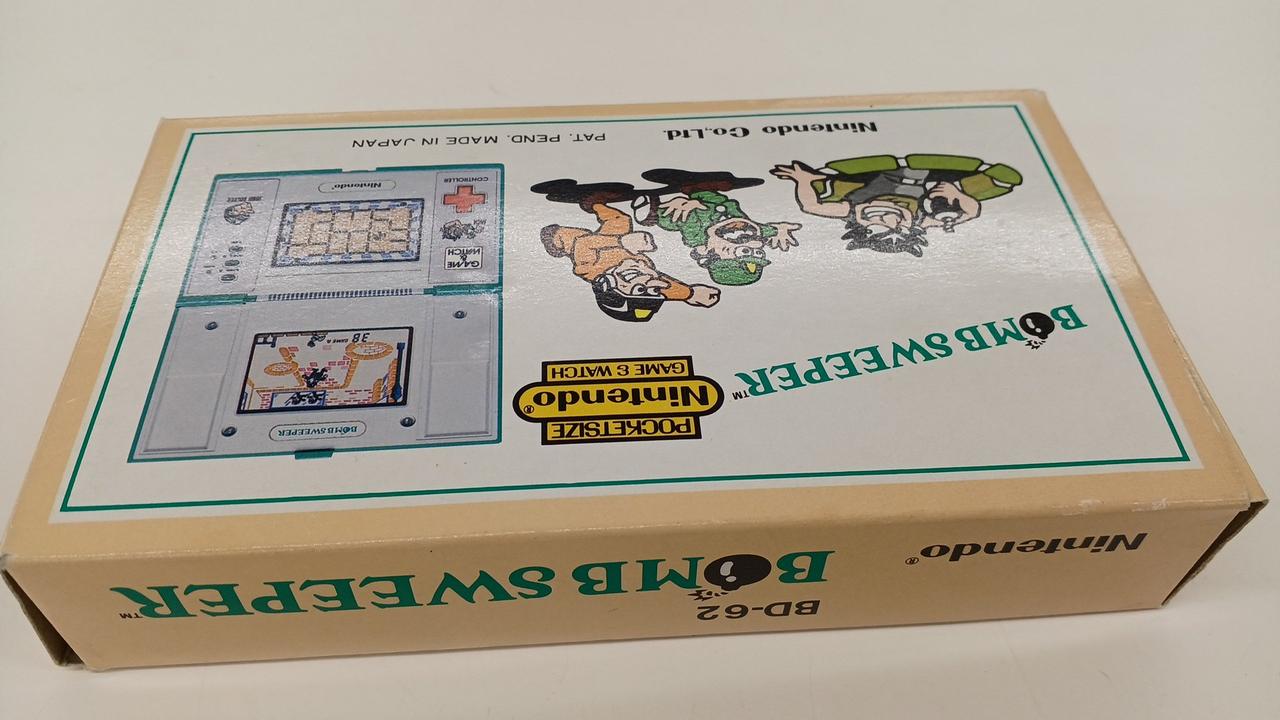 BD-62
BOMB SWEEPER™
Nintendo®
BOMB SWEEPER™
POCKETSIZE
Nintendo®
GAME & WATCH
BOMB SWEEPER
38
GAME A
GAME & WATCH
CONTROLLER
Nintendo®
Nintendo Co.,Ltd.
PAT. PEND. MADE IN JAPAN